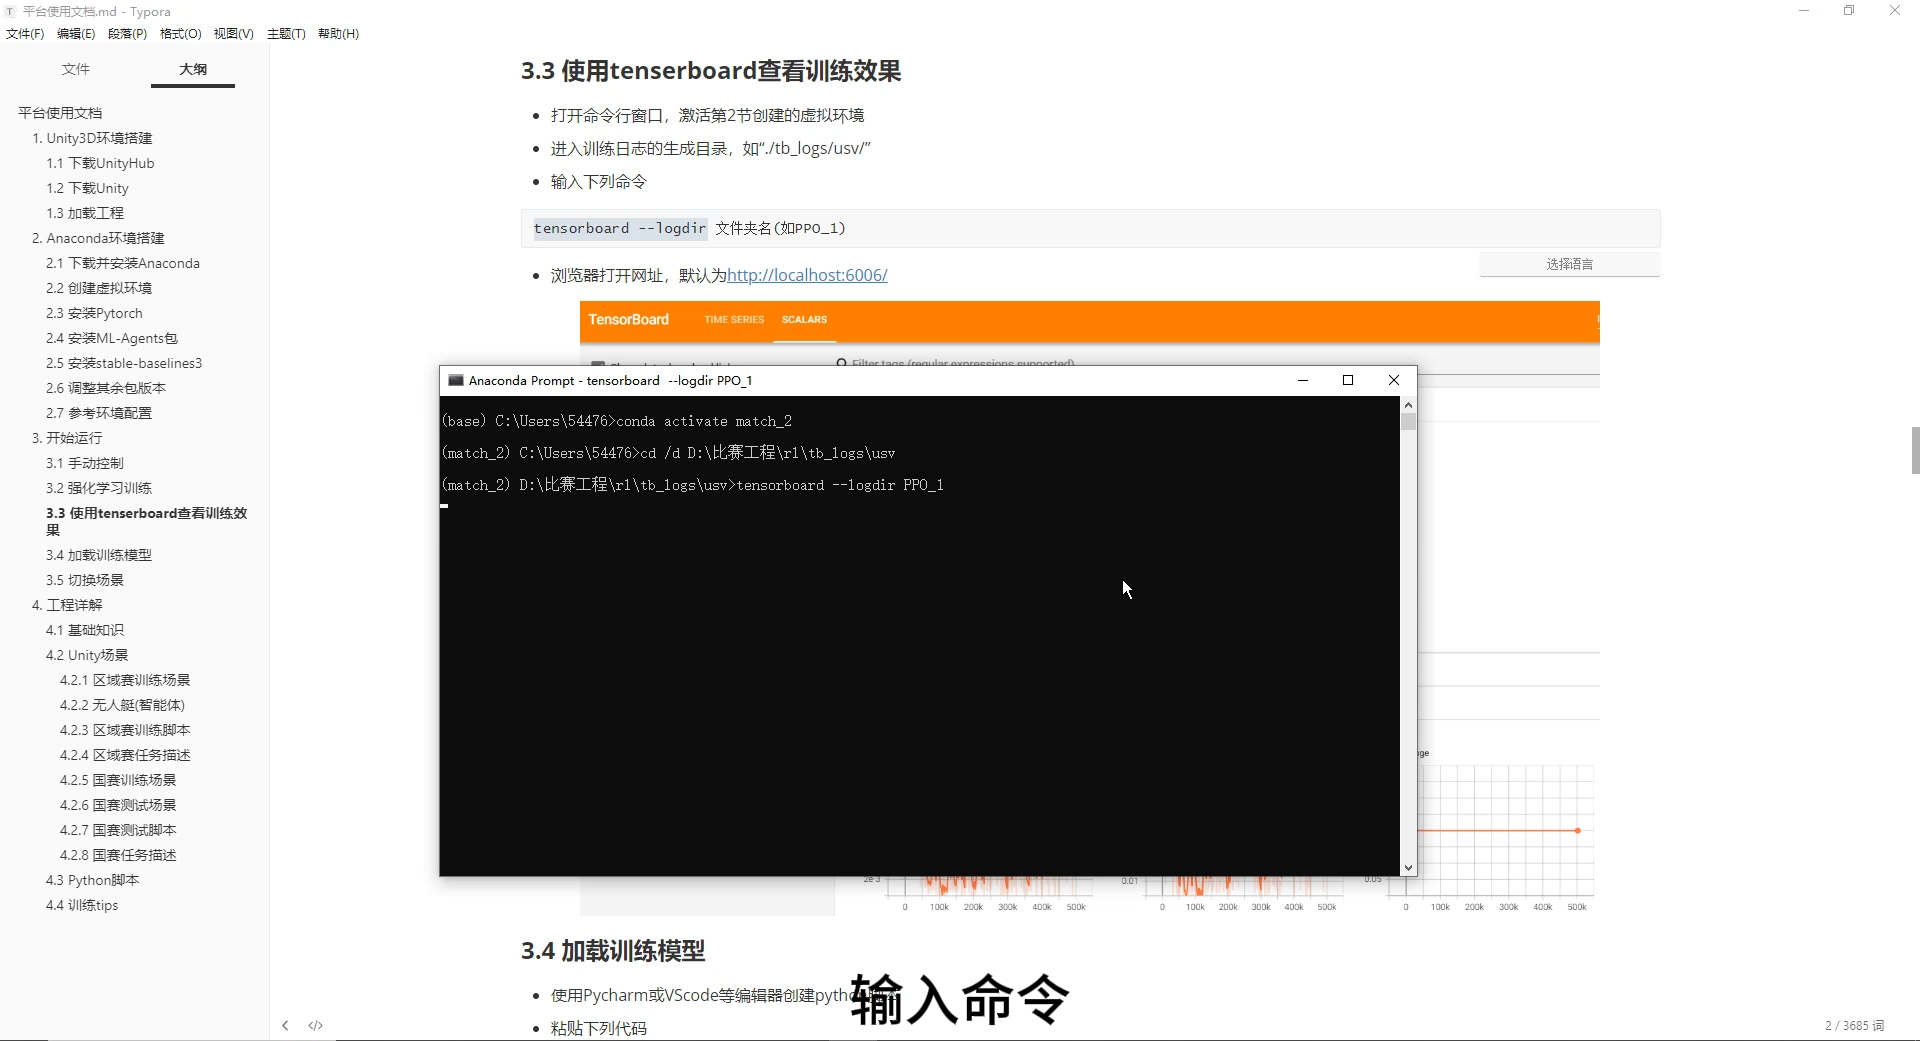 平台使用文档.md - Typora
文件(F) 编辑(E) 段落(P) 格式(O) 视图(V) 主题(T) 帮助(H)
文件 大纲
平台使用文档
1. Unity3D环境搭建
1.1 下载UnityHub
1.2 下载Unity
1.3 加载工程
2. Anaconda环境搭建
2.1 下载并安装Anaconda
2.2 创建虚拟环境
2.3 安装Pytorch
2.4 安装ML-Agents包
2.5 安装stable-baselines3
2.6 调整其余包版本
2.7 参考环境配置
3. 开始运行
3.1 手动控制
3.2 强化学习训练
3.3 使用tenserboard查看训练效
果
3.4 加载训练模型
3.5 切换场景
4. 工程详解
4.1 基础知识
4.2 Unity场景
4.2.1 区域赛训练场景
4.2.2 无人艇(智能体)
4.2.3 区域赛训练脚本
4.2.4 区域赛任务描述
4.2.5 国赛训练场景
4.2.6 国赛测试场景
4.2.7 国赛测试脚本
4.2.8 国赛任务描述
4.3 Python脚本
4.4 训练tips
3.3 使用tenserboard查看训练效果
打开命令行窗口，激活第2节创建的虚拟环境
进入训练日志的生成目录，如“./tb_logs/usv/”
输入下列命令
tensorboard --logdir 文件夹名(如PPO_1)
选择语言
浏览器打开网址，默认为http://localhost:6006/
TensorBoard TIME SERIES SCALARS
Filter tags (regular expressions supported)
Anaconda Prompt - tensorboard --logdir PPO_1
(base) C:\Users\54476>conda activate match_2
(match_2) C:\Users\54476>cd /d D:\比赛工程\rl\tb_logs\usv
(match_2) D:\比赛工程\rl\tb_logs\usv>tensorboard --logdir PPO_1
2e-3 0.01 0.05
0 100k 200k 300k 400k 500k 0 100k 200k 300k 400k 500k 0 100k 200k 300k 400k 500k
3.4 加载训练模型
使用Pycharm或VScode等编辑器创建pytho
粘贴下列代码
输入命令
2 / 3685 词